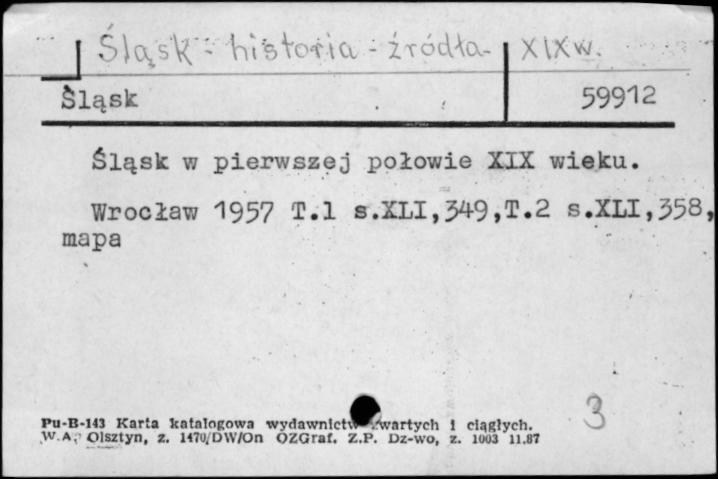 Śląsk - historia - źródła - XIX w.
Śląsk 59912
Śląsk w pierwszej połowie XIX wieku.
Wrocław 1957 T.1 s.XLI,349,T.2 s.XLI,358,
mapa
3
Pu-B-143 Karta katalogowa wydawnictw zwartych i ciągłych.
W.A. Olsztyn, z. 1470/DW/On OZGraf. Z.P. Dz-wo, z. 1003 11.87